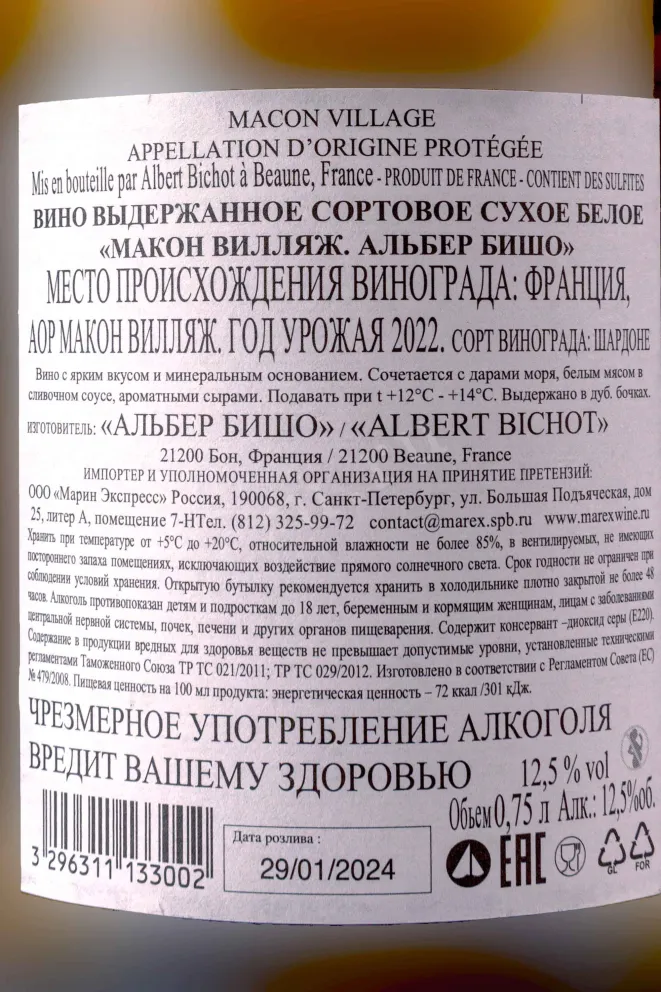 MACON VILLAGE
APPELLATION D’ORIGINE PROTÉGÉE
Mis en bouteille par Albert Bichot à Beaune, France - PRODUIT DE FRANCE - CONTIENT DES SULFITES
ВИНО ВЫДЕРЖАННОЕ СОРТОВОЕ СУХОЕ БЕЛОЕ
«МАКОН ВИЛЛЯЖ. АЛЬБЕР БИШО»
МЕСТО ПРОИСХОЖДЕНИЯ ВИНОГРАДА: ФРАНЦИЯ,
АОР МАКОН ВИЛЛЯЖ. ГОД УРОЖАЯ 2022. СОРТ ВИНОГРАДА: ШАРДОНЕ
Вино с ярким вкусом и минеральным основанием. Сочетается с дарами моря, белым мясом в
сливочном соусе, ароматными сырами. Подавать при t +12°C - +14°C. Выдержано в дуб. бочках.
ИЗГОТОВИТЕЛЬ: «АЛЬБЕР БИШО» / «ALBERT BICHOT»
21200 Бон, Франция / 21200 Beaune, France
ИМПОРТЕР И УПОЛНОМОЧЕННАЯ ОРГАНИЗАЦИЯ НА ПРИНЯТИЕ ПРЕТЕНЗИЙ:
ООО «Марин Экспресс» Россия, 190068, г. Санкт-Петербург, ул. Большая Подъяческая, дом
25, литер А, помещение 7-НТел. (812) 325-99-72 contact@marex.spb.ru www.marexwine.ru
Хранить при температуре от +5°C до +20°C, относительной влажности не более 85%, в вентилируемых, не имеющих
постороннего запаха помещениях, исключающих воздействие прямого солнечного света. Срок годности не ограничен при
соблюдении условий хранения. Открытую бутылку рекомендуется хранить в холодильнике плотно закрытой не более 48
часов. Алкоголь противопоказан детям и подросткам до 18 лет, беременным и кормящим женщинам, лицам с заболеваниями
центральной нервной системы, почек, печени и других органов пищеварения. Содержит консервант –диоксид серы (Е220).
Содержание в продукции вредных для здоровья веществ не превышает допустимые уровни, установленные техническими
регламентами Таможенного Союза ТР ТС 021/2011; ТР ТС 029/2012. Изготовлено в соответствии с Регламентом Совета (ЕС)
№ 479/2008. Пищевая ценность на 100 мл продукта: энергетическая ценность – 72 ккал /301 кДж.
ЧРЕЗМЕРНОЕ УПОТРЕБЛЕНИЕ АЛКОГОЛЯ
ВРЕДИТ ВАШЕМУ ЗДОРОВЬЮ
12,5 % vol
Объем 0,75 л Алк.: 12,5%об.
3 296311 133002
Дата розлива :
29/01/2024
EAC
GL
FOR